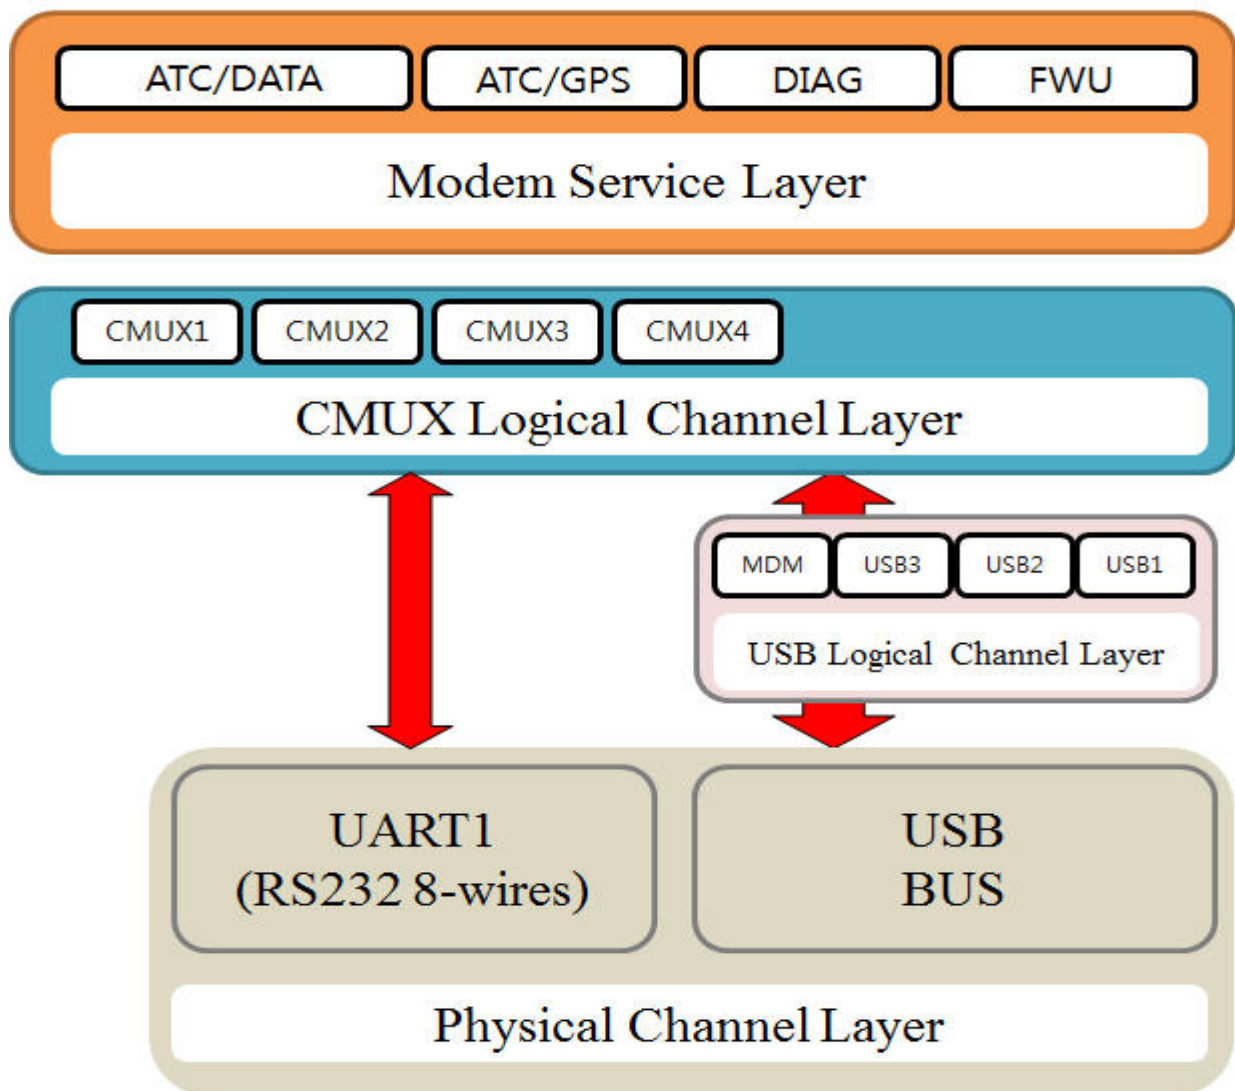 ATC/DATA ATC/GPS DIAG FWU
Modem Service Layer
CMUX1 CMUX2 CMUX3 CMUX4
CMUX Logical Channel Layer
MDM USB3 USB2 USB1
USB Logical Channel Layer
UART1
(RS232 8-wires)
USB
BUS
Physical Channel Layer